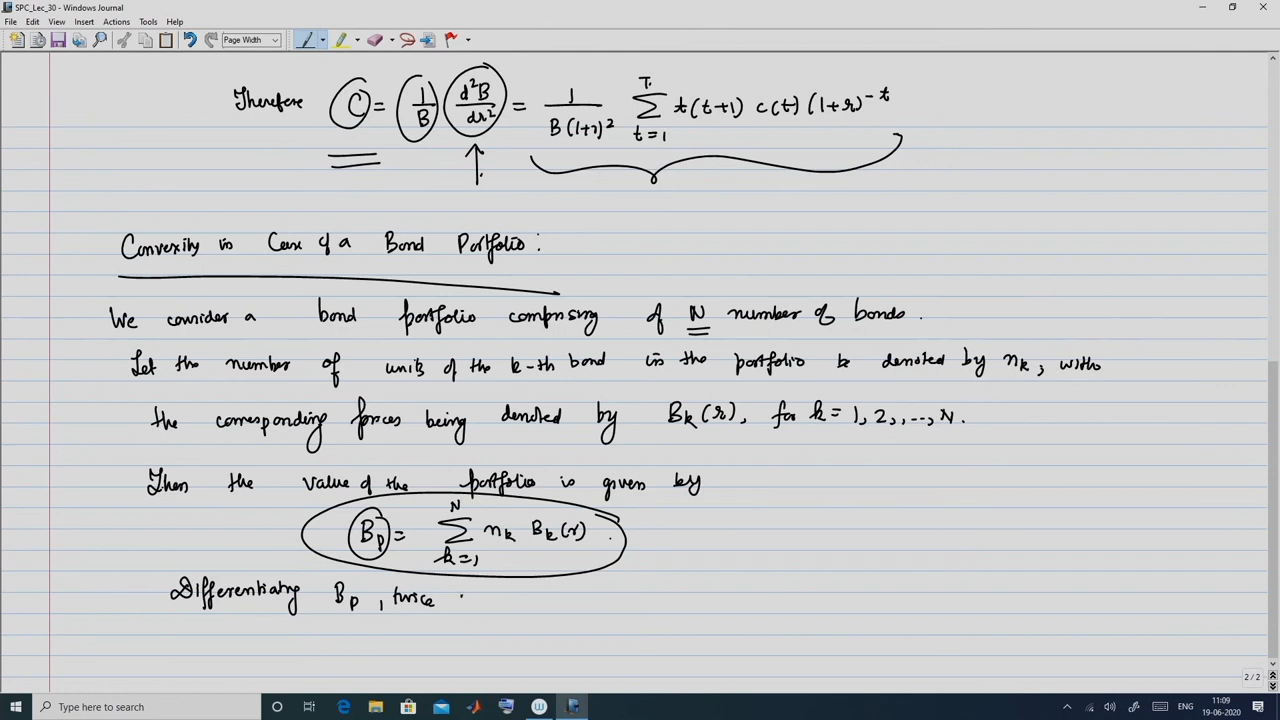 SPC_Lec_30 - Windows Journal
File Edit View Insert Actions Tools Help
Page Width
Therefore C = 1/B d²B/dr² = 1/B(1+r)² ∑_{t=1}^{T} t(t+1) c(t) (1+r)^{-t}
Convexity in Case of a Bond Portfolio :
We consider a bond portfolio comprising of N number of bonds.
Let the number of units of the k-th bond in the portfolio be denoted by n_k, with
the corresponding prices being denoted by B_k(r), for k = 1, 2, ..., N.
Then the value of the portfolio is given by
B_P = ∑_{k=1}^{N} n_k B_k(r) .
Differentiating B_P, twice
2 / 2
Type here to search
ENG
11:09
19-06-2020